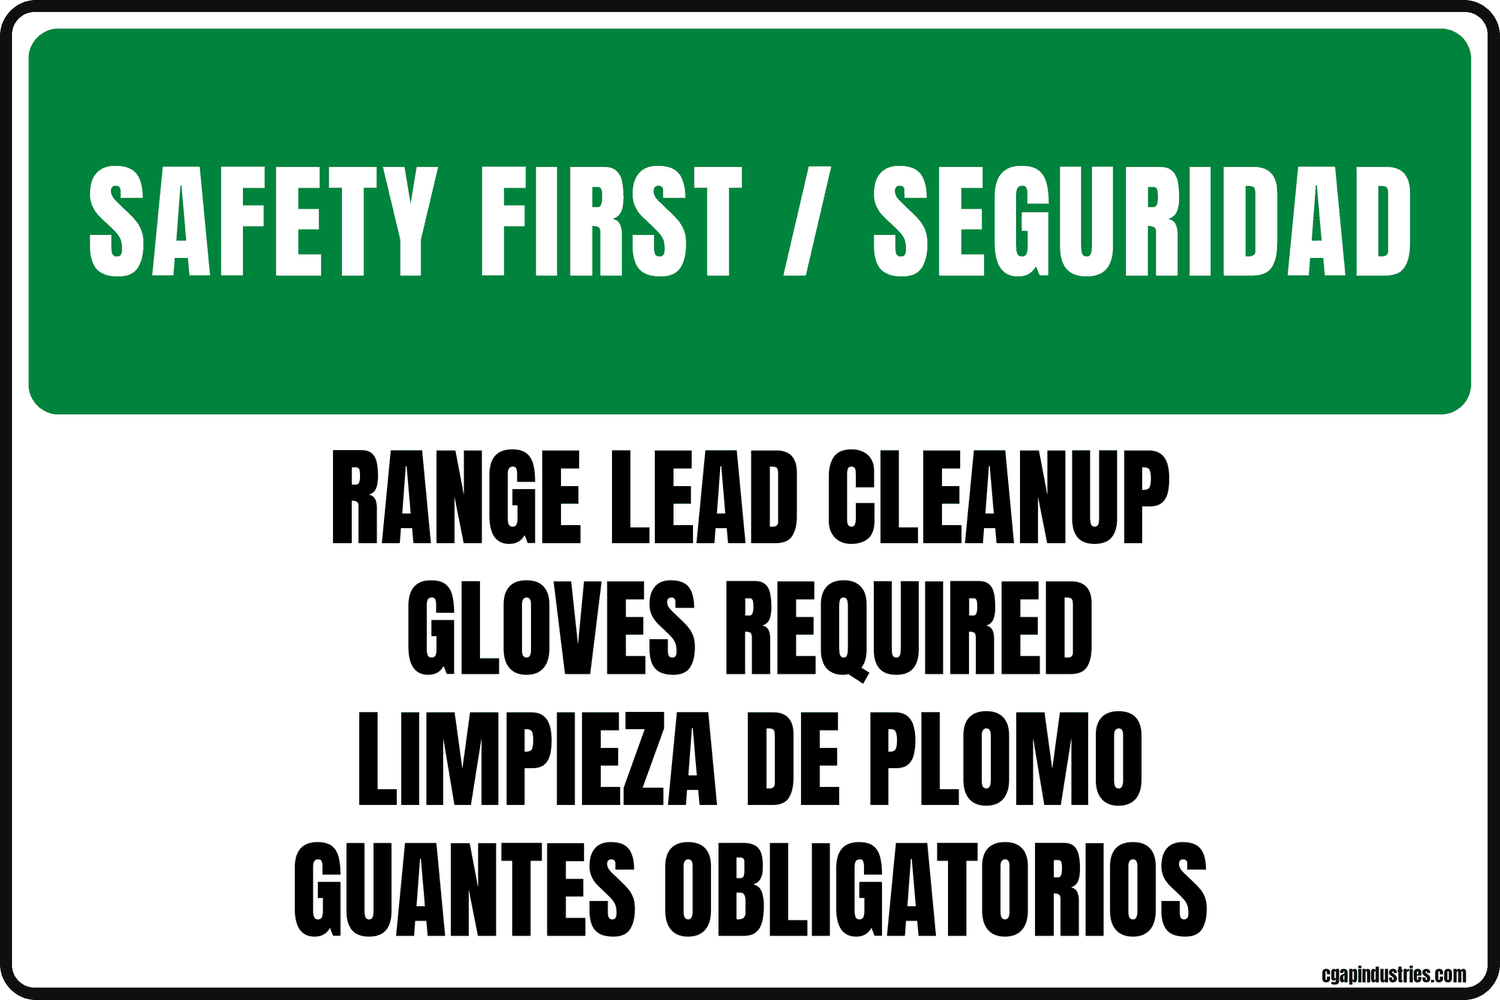 SAFETY FIRST / SEGURIDAD
RANGE LEAD CLEANUP
GLOVES REQUIRED
LIMPIEZA DE PLOMO
GUANTES OBLIGATORIOS
cgapindustries.com